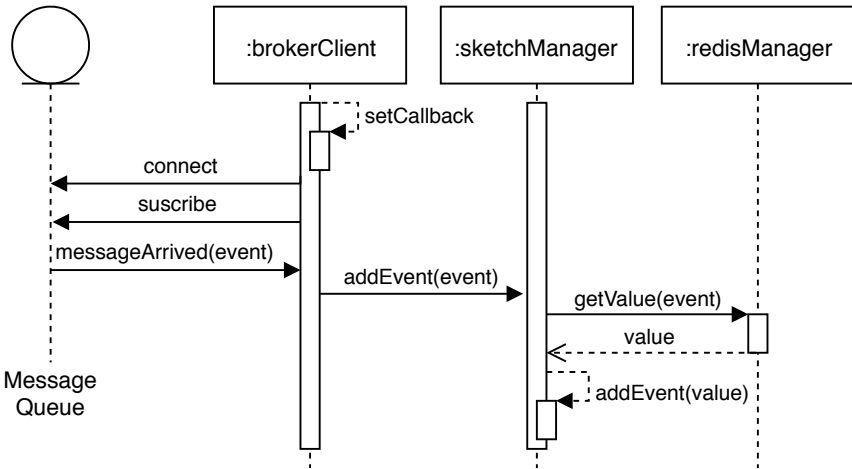 :brokerClient
:sketchManager
:redisManager
setCallback
connect
suscribe
messageArrived(event)
addEvent(event)
getValue(event)
value
addEvent(value)
Message
Queue